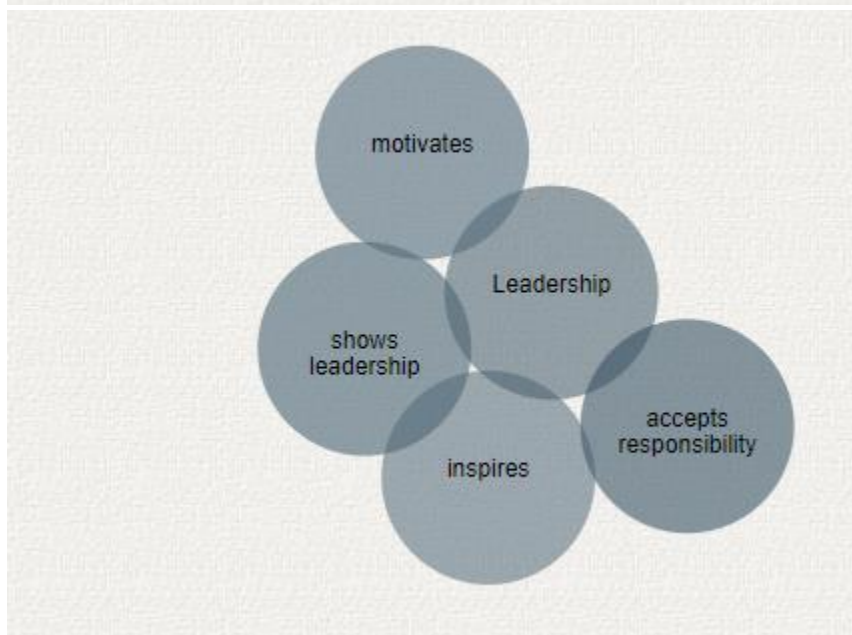 motivates
Leadership
shows
leadership
accepts
responsibility
inspires